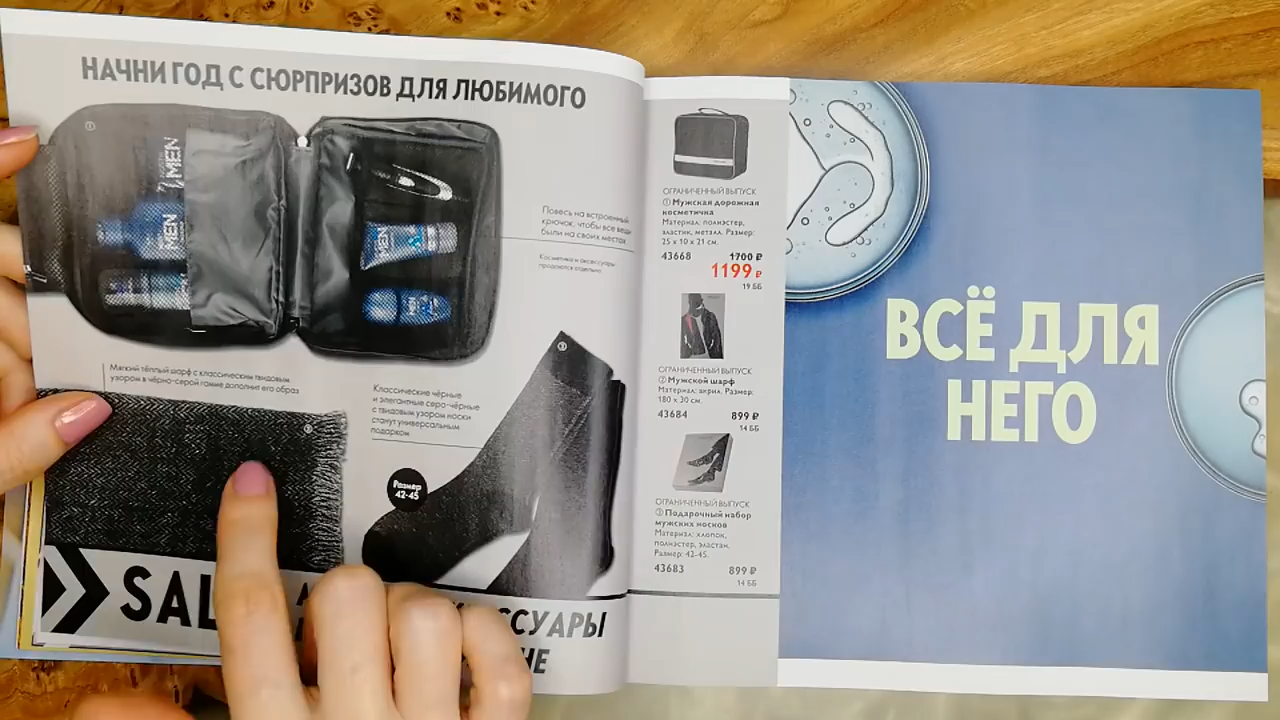 НАЧНИ ГОД С СЮРПРИЗОВ ДЛЯ ЛЮБИМОГО
①
MEN
MEN
MEN
Повесь на встроенный
крючок, чтобы все вещи
были на своих местах
Косметика и аксессуары
продаются отдельно.
Мягкий тёплый шарф с классическим твидовым
узором в чёрно-серой гамме дополнит его образ
②
Классические чёрные
и элегантные серо-чёрные
с твидовым узором носки
станут универсальным
подарком
③
Размер
42-45
ОГРАНИЧЕННЫЙ ВЫПУСК
① Мужская дорожная
косметичка
Материал: полиэстер,
эластик, металл. Размер:
25 х 10 х 21 см.
43668 1700 ₽
1199 ₽
19 ББ
ОГРАНИЧЕННЫЙ ВЫПУСК
② Мужской шарф
Материал: акрил. Размер:
180 х 30 см.
43684 899 ₽
14 ББ
ОГРАНИЧЕННЫЙ ВЫПУСК
③ Подарочный набор
мужских носков
Материал: хлопок,
полиэстер, эластан.
Размер: 42-45.
43683 899 ₽
14 ББ
ВСЁ ДЛЯ
НЕГО